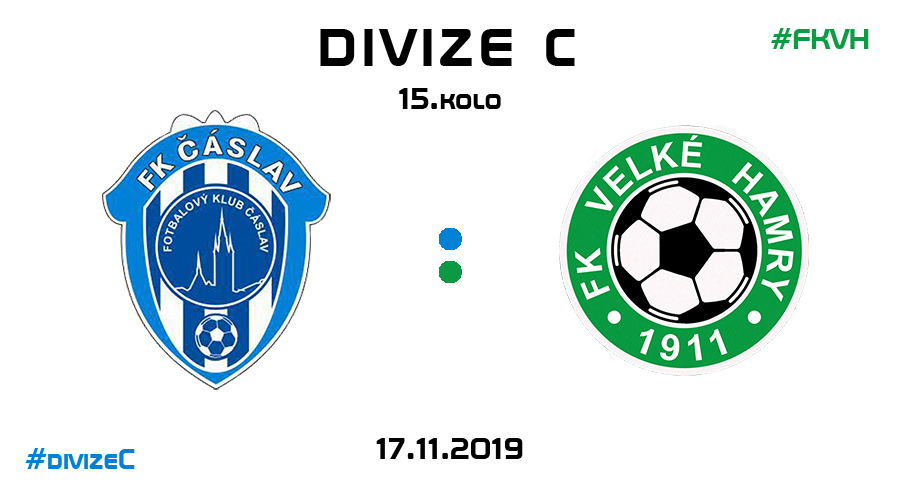 DIVIZE C
#FKVH
15.KOLO
FK ČÁSLAV
FOTBALOVÝ KLUB ČÁSLAV
FK VELKÉ HAMRY
1911
17.11.2019
#DIVIZEC